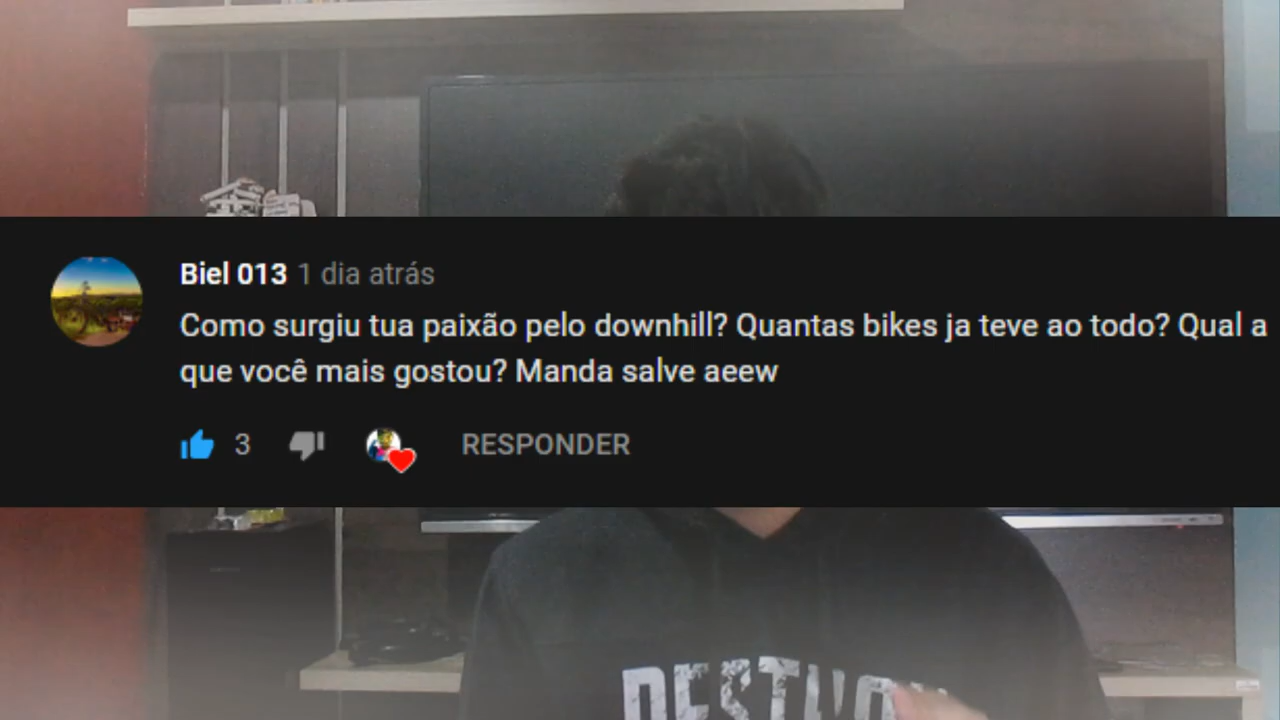 Biel 013 1 dia atrás
Como surgiu tua paixão pelo downhill? Quantas bikes ja teve ao todo? Qual a
que você mais gostou? Manda salve aeew
3 RESPONDER